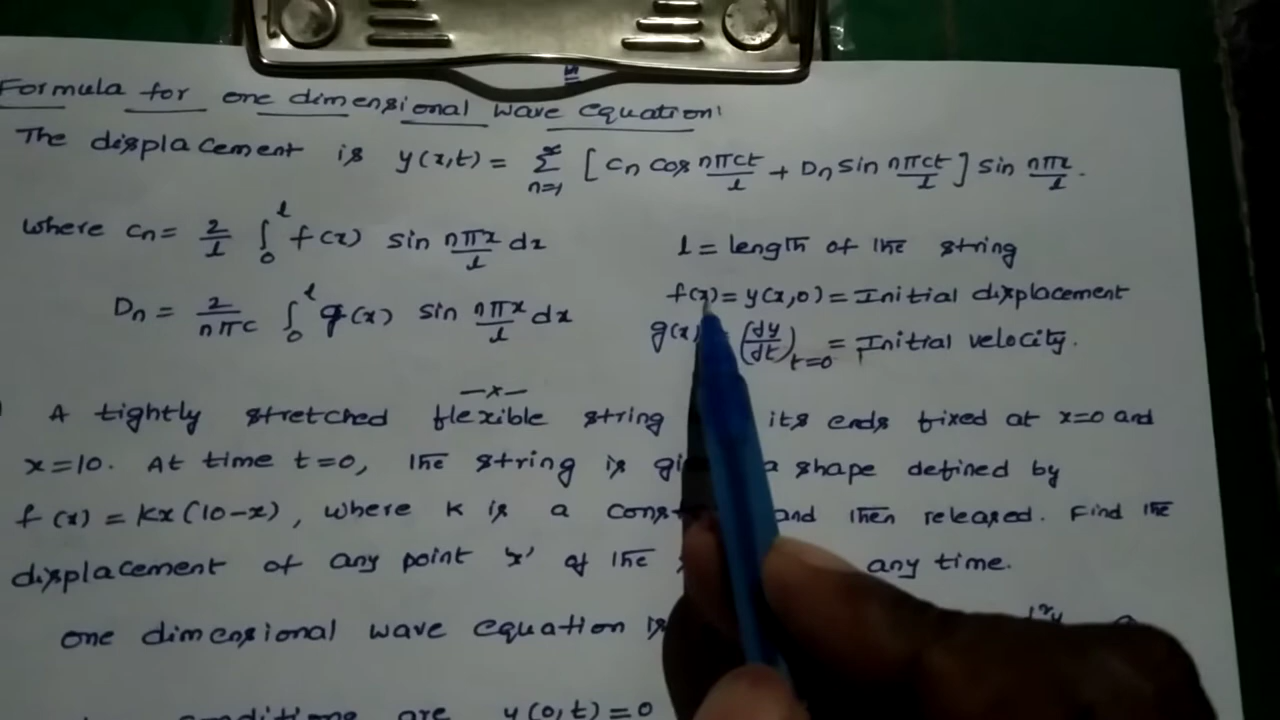 Formula for one dimensional wave equation:
The displacement is y(x,t) = ∞ Σ n=1 [Cn cos nπct/l + Dn sin nπct/l] sin nπx/l.
where Cn = 2/l ∫₀ˡ f(x) sin nπx/l dx
l = length of the string
f(x) = y(x,0) = Initial displacement
Dn = 2/nπc ∫₀ˡ g(x) sin nπx/l dx
g(x) = (dy/dt) t=0 = Initial velocity.
—x—
A tightly stretched flexible string its ends fixed at x=0 and
x=10. At time t=0, the string is a shape defined by
f(x) = kx(10-x), where k is a and then released. Find the
displacement of any point 'x' of the any time.
one dimensional wave equation is
are y(0,t)=0